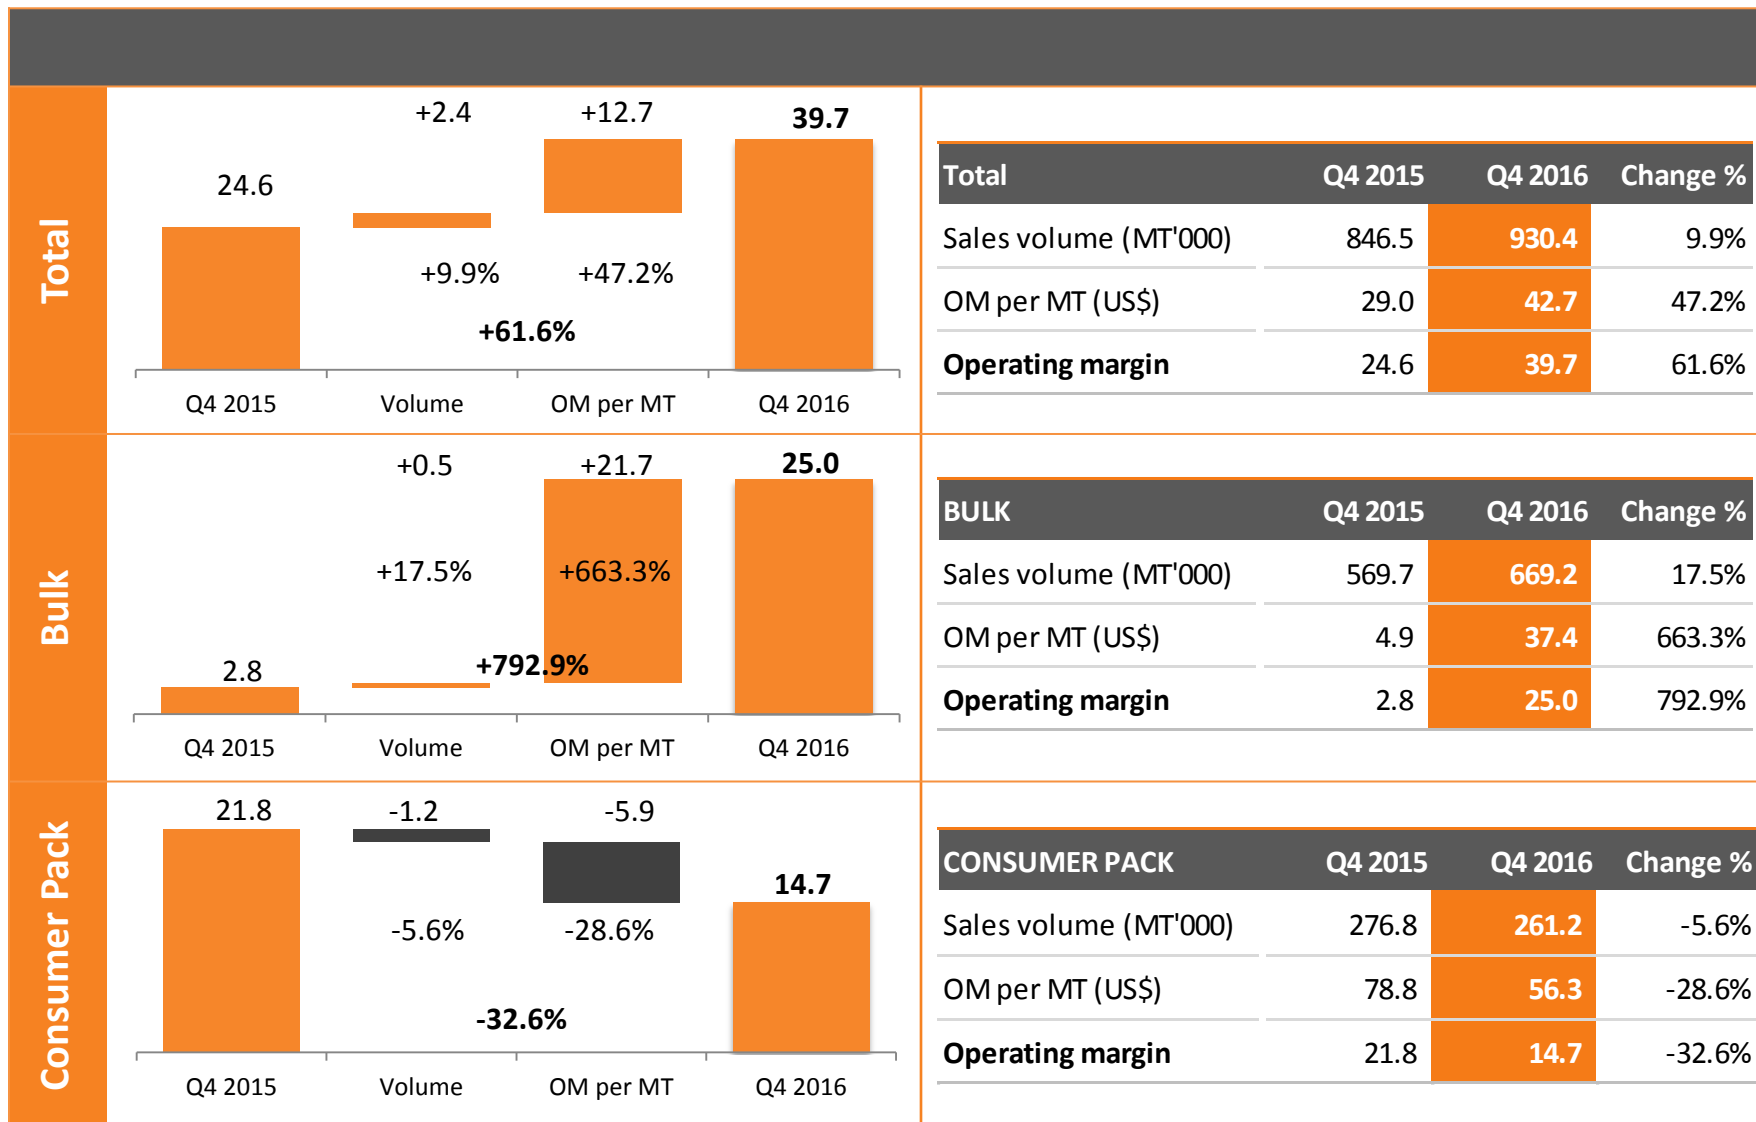 Total
+2.4 +12.7 39.7
24.6
+9.9% +47.2%
+61.6%
Q4 2015 Volume OM per MT Q4 2016
Total Q4 2015 Q4 2016 Change %
Sales volume (MT'000) 846.5 930.4 9.9%
OM per MT (US$) 29.0 42.7 47.2%
Operating margin 24.6 39.7 61.6%
Bulk
+0.5 +21.7 25.0
+17.5% +663.3%
2.8 +792.9%
Q4 2015 Volume OM per MT Q4 2016
BULK Q4 2015 Q4 2016 Change %
Sales volume (MT'000) 569.7 669.2 17.5%
OM per MT (US$) 4.9 37.4 663.3%
Operating margin 2.8 25.0 792.9%
Consumer Pack
21.8 -1.2 -5.9
14.7
-5.6% -28.6%
-32.6%
Q4 2015 Volume OM per MT Q4 2016
CONSUMER PACK Q4 2015 Q4 2016 Change %
Sales volume (MT'000) 276.8 261.2 -5.6%
OM per MT (US$) 78.8 56.3 -28.6%
Operating margin 21.8 14.7 -32.6%